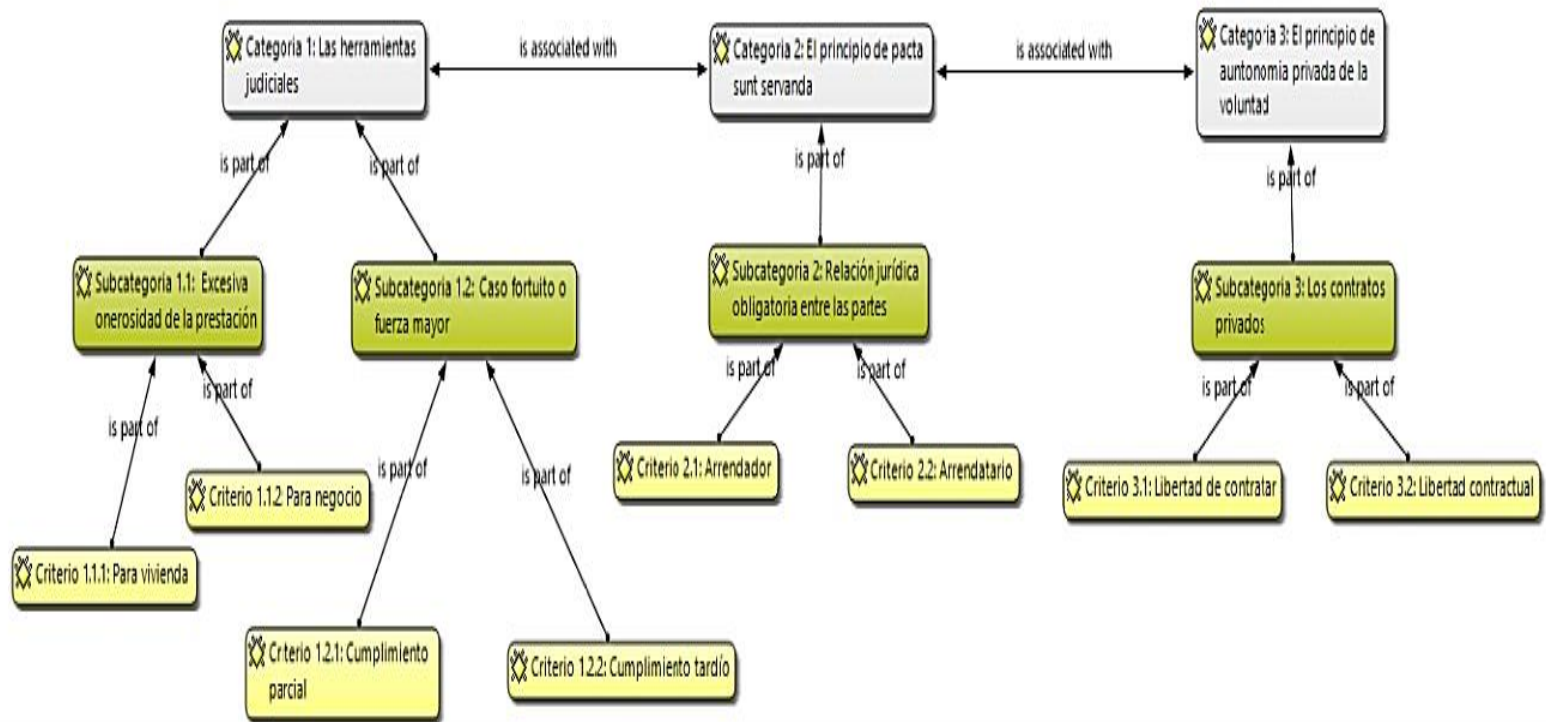 Categoria 1: Las herramientas
judiciales
is associated with
Categoria 2: El principio de pacta
sunt servanda
is associated with
Categoria 3: El principio de
auntonomia privada de la
voluntad
is part of
is part of
is part of
is part of
Subcategoria 1.1: Excesiva
onerosidad de la prestación
Subcategoria 1.2: Caso fortuito o
fuerza mayor
Subcategoria 2: Relación jurídica
obligatoria entre las partes
Subcategoria 3: Los contratos
privados
is part of
is part of
is part of
is part of
is part of
is part of
is part of
is part of
Criterio 2.1: Arrendador
Criterio 2.2: Arrendatario
Criterio 3.1: Libertad de contratar
Criterio 3.2: Libertad contractual
Criterio 1.1.2 Para negocio
Criterio 1.1.1: Para vivienda
Criterio 1.2.1: Cumplimiento
parcial
Criterio 1.2.2: Cumplimiento tardío